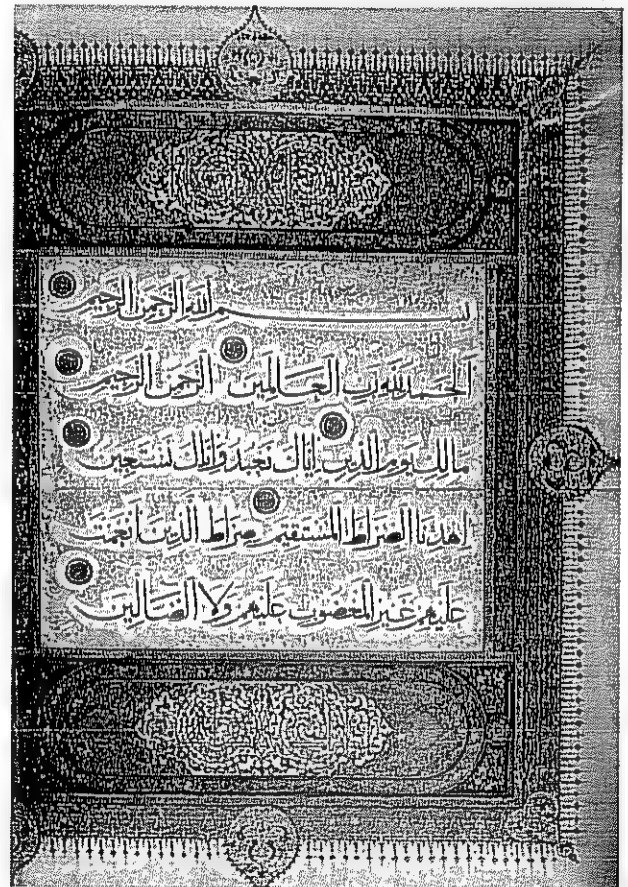 بسم الله الرحمن الرحيم
الحمد لله رب العالمين الرحمن الرحيم
مالك يوم الدين إياك نعبد وإياك نستعين
اهدنا الصراط المستقيم صراط الذين أنعمت
عليهم غير المغضوب عليهم ولا الضالين